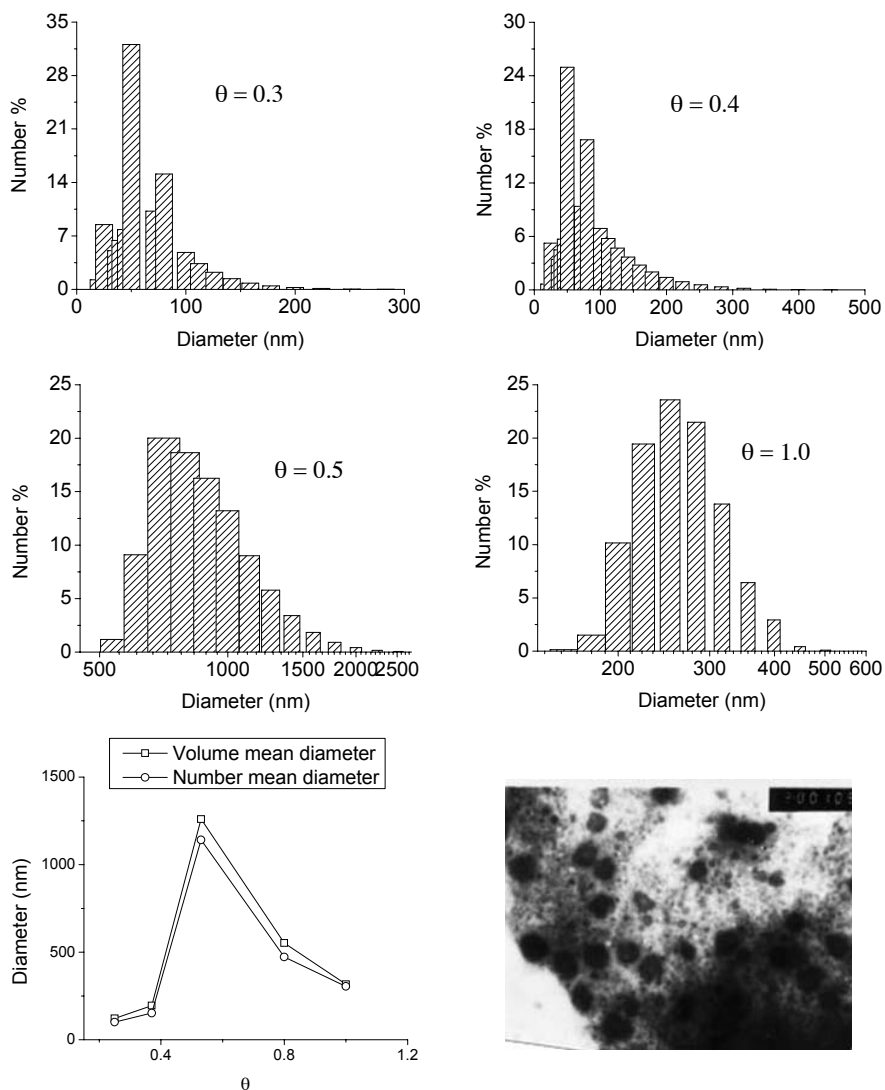 35
28
21
14
7
0
Number %
θ = 0.3
0 100 200 300
Diameter (nm)
30
24
18
12
6
0
Number %
θ = 0.4
0 100 200 300 400 500
Diameter (nm)
25
20
15
10
5
0
Number %
θ = 0.5
500 1000 1500 2000 2500
Diameter (nm)
25
20
15
10
5
0
Number %
θ = 1.0
200 300 400 500 600
Diameter (nm)
Volume mean diameter
Number mean diameter
1500
1000
500
0
Diameter (nm)
0.4 0.8 1.2
θ